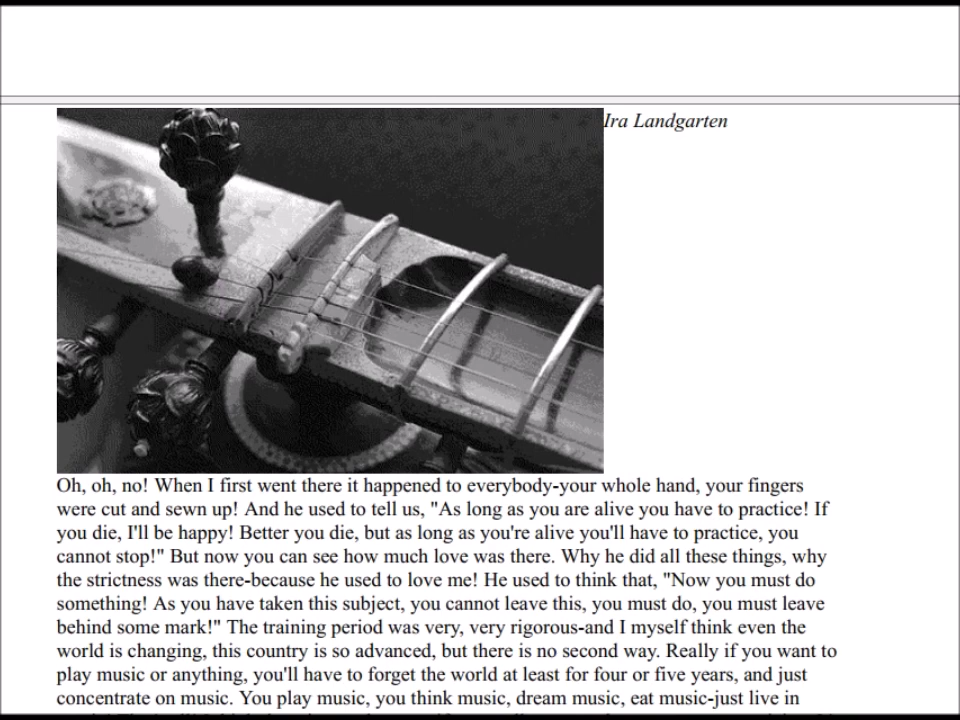 Ira Landgarten
Oh, oh, no! When I first went there it happened to everybody-your whole hand, your fingers
were cut and sewn up! And he used to tell us, "As long as you are alive you have to practice! If
you die, I'll be happy! Better you die, but as long as you're alive you'll have to practice, you
cannot stop!" But now you can see how much love was there. Why he did all these things, why
the strictness was there-because he used to love me! He used to think that, "Now you must do
something! As you have taken this subject, you cannot leave this, you must do, you must leave
behind some mark!" The training period was very, very rigorous-and I myself think even the
world is changing, this country is so advanced, but there is no second way. Really if you want to
play music or anything, you'll have to forget the world at least for four or five years, and just
concentrate on music. You play music, you think music, dream music, eat music-just live in